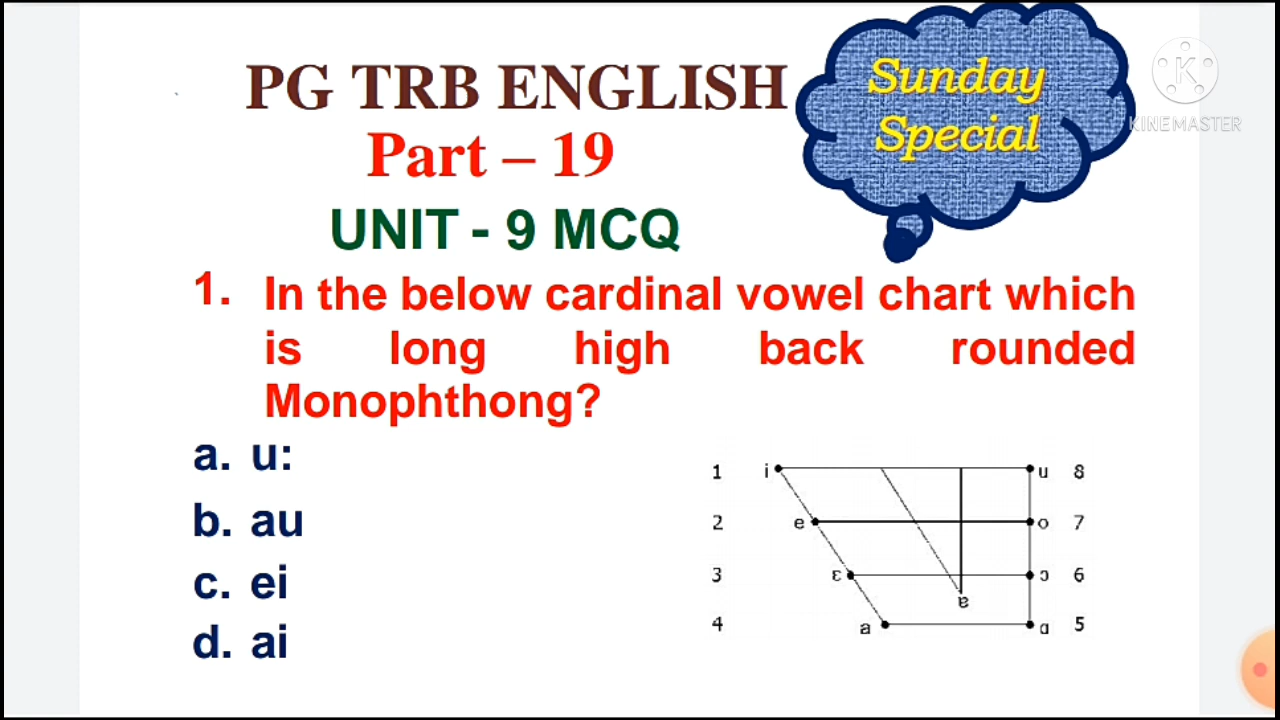 PG TRB ENGLISH
Part – 19
Sunday
Special
K
KINEMASTER
UNIT - 9 MCQ
1. In the below cardinal vowel chart which
is long high back rounded
Monophthong?
a. u:
b. au
c. ei
d. ai
1 i u 8
2 e o 7
3 ɛ ɔ 6
ɐ
4 a ɑ 5